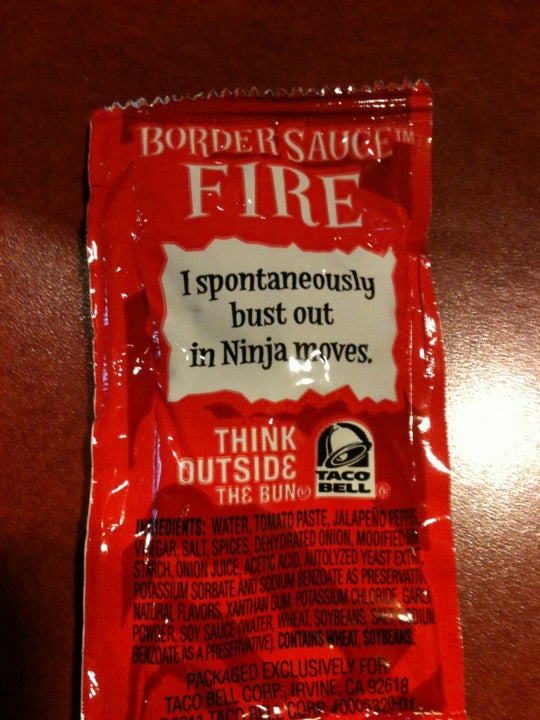 BORDER SAUCE™
FIRE
I spontaneously
bust out
in Ninja moves.
THINK
OUTSIDE
THE BUN®
TACO
BELL ®
INGREDIENTS: WATER, TOMATO PASTE, JALAPEÑO
VINEGAR, SALT, SPICES, DEHYDRATED ONION, MODIFIED
STARCH, ONION JUICE, ACETIC ACID, AUTOLYZED YEAST
POTASSIUM SORBATE AND SODIUM BENZOATE AS
NATURAL FLAVORS, XANTHAN GUM, POTASSIUM CHLORIDE,
POWDER, SOY SAUCE (WATER, WHEAT, SOYBEANS,
BENZOATE AS A PRESERVATIVE). CONTAINS WHEAT, SOYBEANS.
PACKAGED EXCLUSIVELY FOR
TACO BELL CORP., IRVINE, CA 92618
TACO BELL CORP.